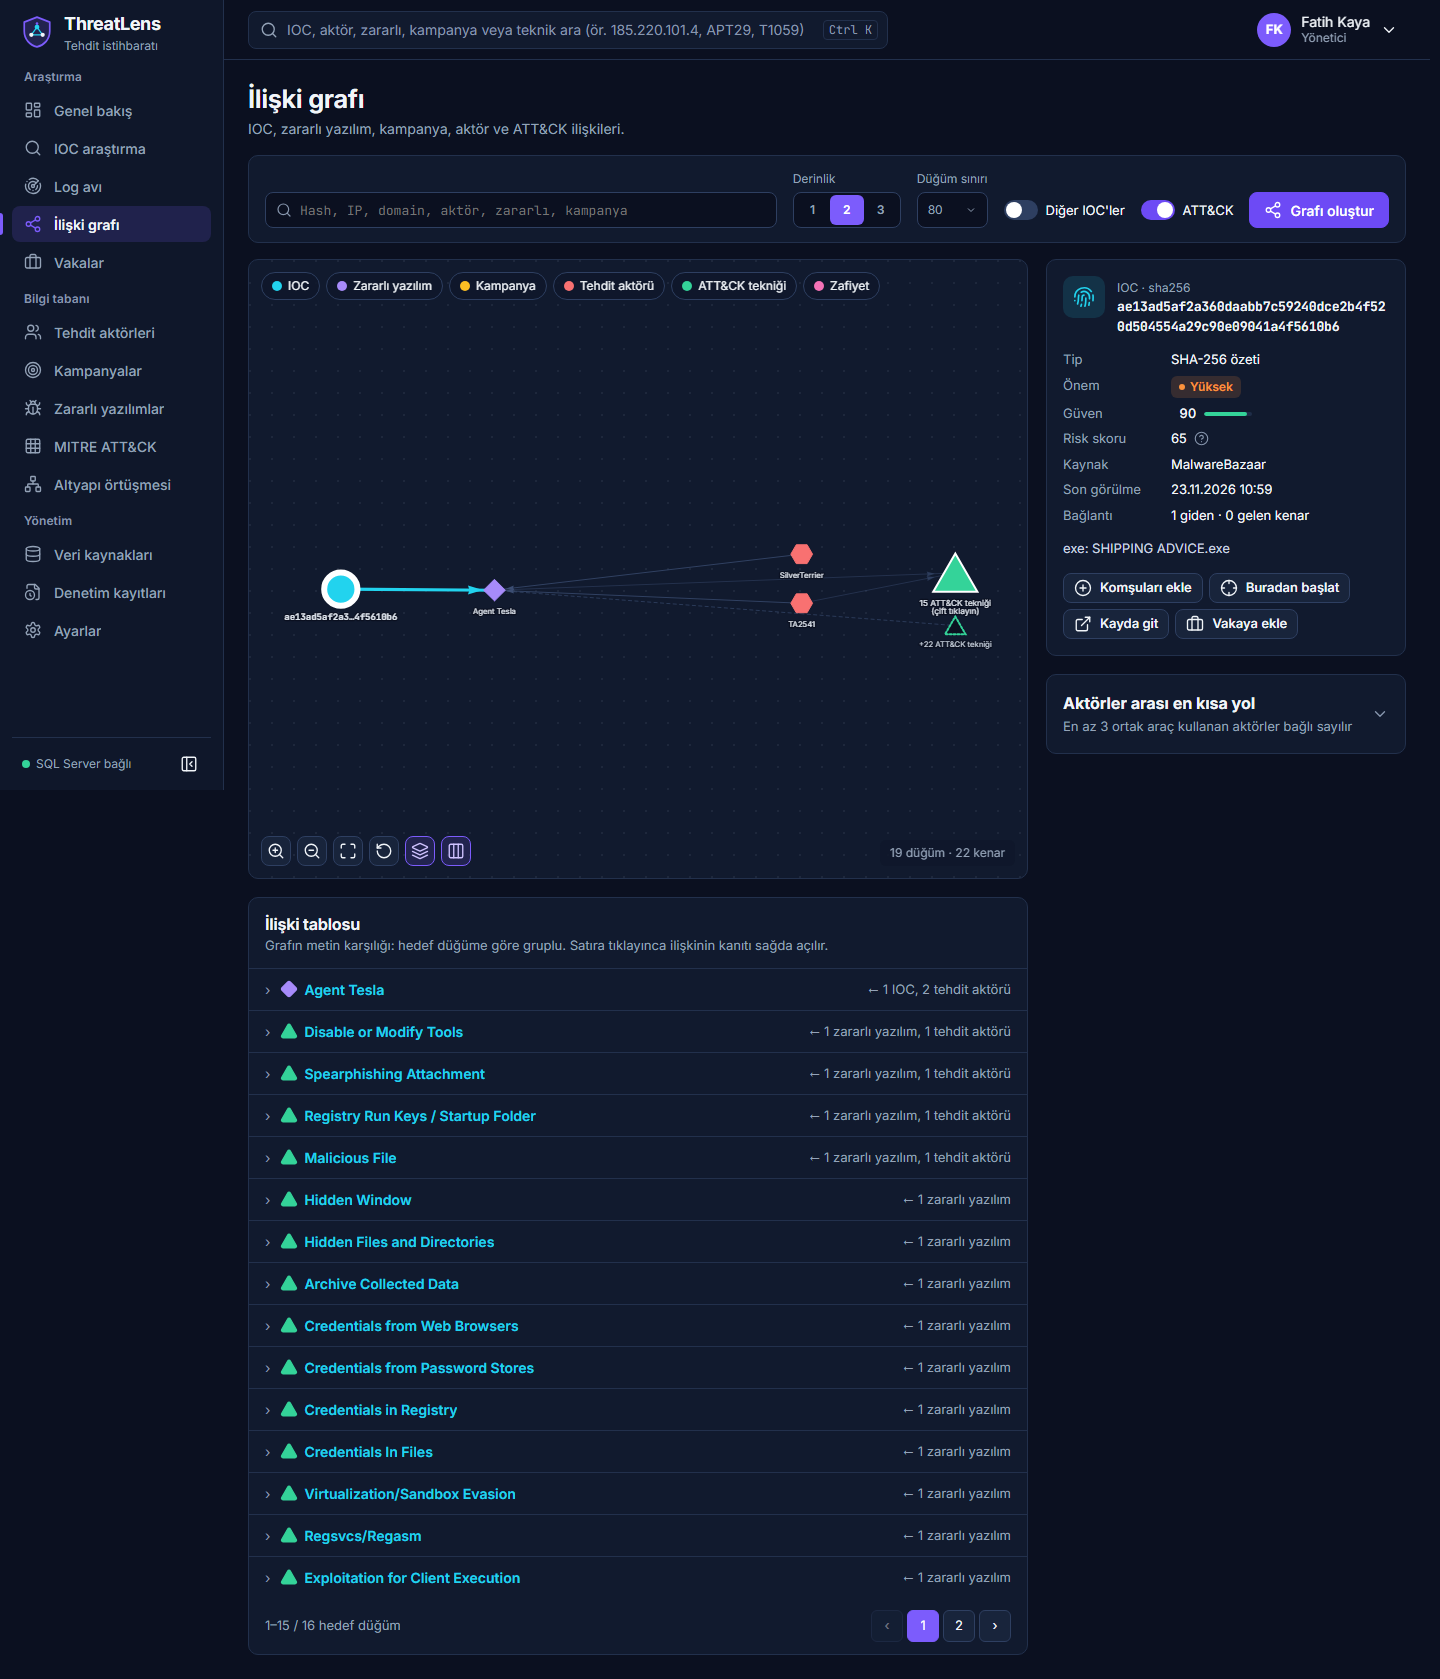 ThreatLens
Tehdit istihbaratı
Araştırma
Genel bakış
IOC araştırma
Log avı
İlişki grafı
Vakalar
Bilgi tabanı
Tehdit aktörleri
Kampanyalar
Zararlı yazılımlar
MITRE ATT&CK
Altyapı örtüşmesi
Yönetim
Veri kaynakları
Denetim kayıtları
Ayarlar
SQL Server bağlı
IOC, aktör, zararlı, kampanya veya teknik ara (ör. 185.220.101.4, APT29, T1059)
Ctrl K
FK
Fatih Kaya
Yönetici
İlişki grafı
IOC, zararlı yazılım, kampanya, aktör ve ATT&CK ilişkileri.
Hash, IP, domain, aktör, zararlı, kampanya
Derinlik
1 2 3
Düğüm sınırı
80
Diğer IOC'ler
ATT&CK
Grafı oluştur
IOC
Zararlı yazılım
Kampanya
Tehdit aktörü
ATT&CK tekniği
Zafiyet
ae13ad5af2a3…4f5610b6
Agent Tesla
SilverTerrier
TA2541
15 ATT&CK tekniği
(çift tıklayın)
+22 ATT&CK tekniği
19 düğüm · 22 kenar
IOC · sha256
ae13ad5af2a360daabb7c59240dce2b4f52
0d504554a29c90e09041a4f5610b6
Tip SHA-256 özeti
Önem Yüksek
Güven 90
Risk skoru 65
Kaynak MalwareBazaar
Son görülme 23.11.2026 10:59
Bağlantı 1 giden · 0 gelen kenar
exe: SHIPPING ADVICE.exe
Komşuları ekle
Buradan başlat
Kayda git
Vakaya ekle
Aktörler arası en kısa yol
En az 3 ortak araç kullanan aktörler bağlı sayılır
İlişki tablosu
Grafın metin karşılığı: hedef düğüme göre gruplu. Satıra tıklayınca ilişkinin kanıtı sağda açılır.
› Agent Tesla ← 1 IOC, 2 tehdit aktörü
› Disable or Modify Tools ← 1 zararlı yazılım, 1 tehdit aktörü
› Spearphishing Attachment ← 1 zararlı yazılım, 1 tehdit aktörü
› Registry Run Keys / Startup Folder ← 1 zararlı yazılım, 1 tehdit aktörü
› Malicious File ← 1 zararlı yazılım, 1 tehdit aktörü
› Hidden Window ← 1 zararlı yazılım
› Hidden Files and Directories ← 1 zararlı yazılım
› Archive Collected Data ← 1 zararlı yazılım
› Credentials from Web Browsers ← 1 zararlı yazılım
› Credentials from Password Stores ← 1 zararlı yazılım
› Credentials in Registry ← 1 zararlı yazılım
› Credentials In Files ← 1 zararlı yazılım
› Virtualization/Sandbox Evasion ← 1 zararlı yazılım
› Regsvcs/Regasm ← 1 zararlı yazılım
› Exploitation for Client Execution ← 1 zararlı yazılım
1–15 / 16 hedef düğüm
‹ 1 2 ›